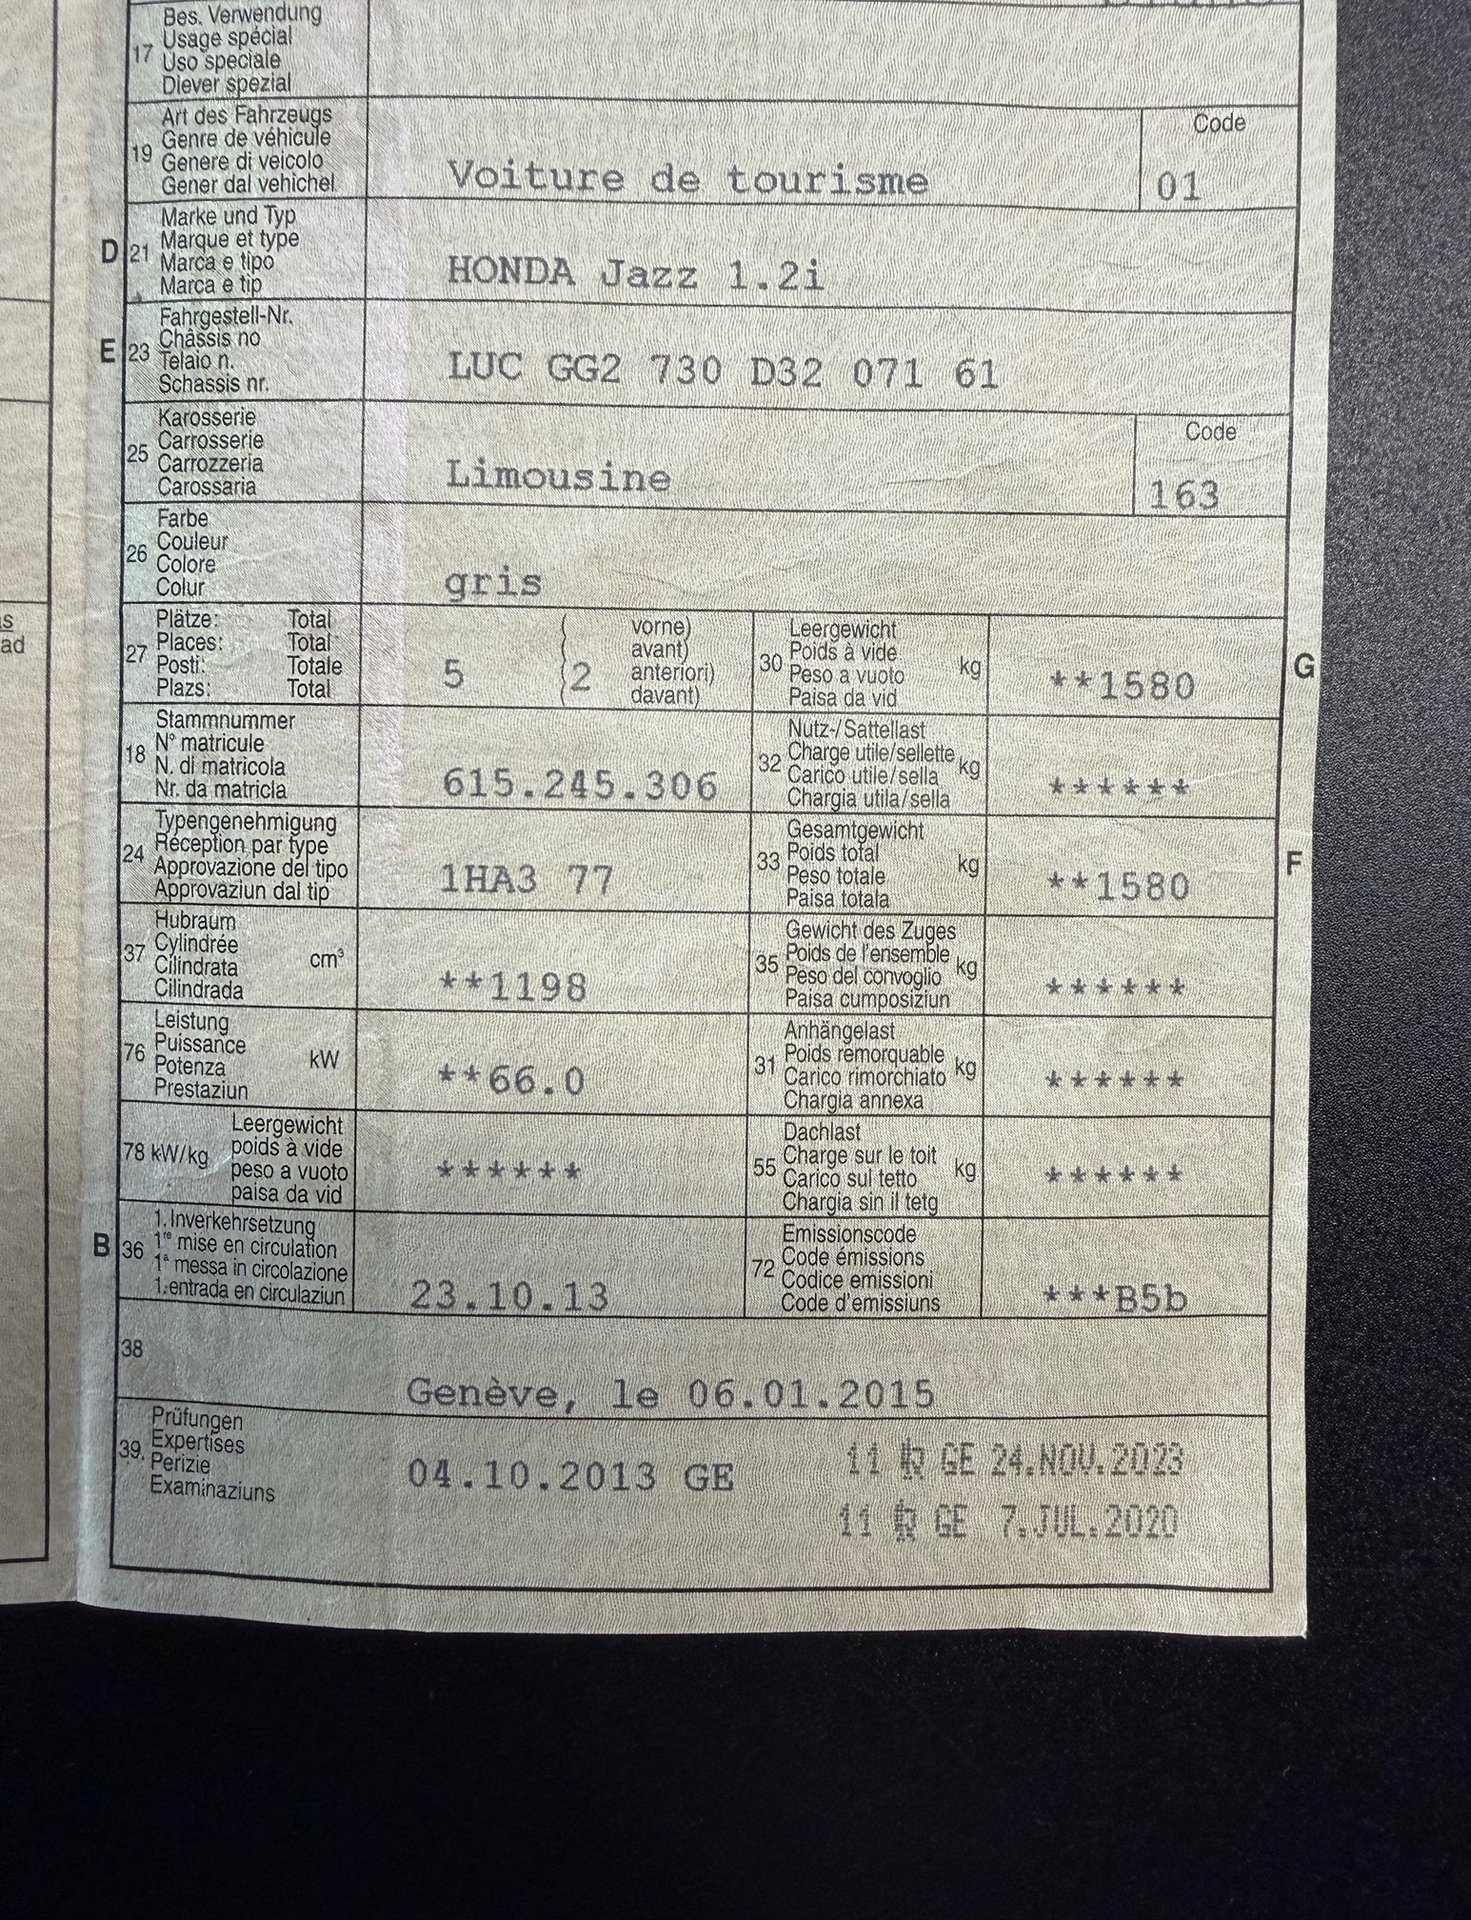 17 Bes. Verwendung
Usage spécial
Uso speciale
Diever spezial
19 Art des Fahrzeugs
Genre de véhicule
Genere di veicolo
Gener dal vehichel
Voiture de tourisme
Code
01
D 21 Marke und Typ
Marque et type
Marca e tipo
Marca e tip
HONDA Jazz 1.2i
E 23 Fahrgestell-Nr.
Châssis no
Telaio n.
Schassis nr.
LUC GG2 730 D32 071 61
25 Karosserie
Carrosserie
Carrozzeria
Carossaria
Limousine
Code
163
26 Farbe
Couleur
Colore
Colur
gris
27 Plätze: Total
Places: Total
Posti: Totale
Plazs: Total
5 (2 vorne)
avant)
anteriori)
davant)
30 Leergewicht
Poids à vide kg
Peso a vuoto
Paisa da vid
**1580
G
18 Stammnummer
N° matricule
N. di matricola
Nr. da matricla
615.245.306
32 Nutz-/Sattellast
Charge utile/sellette kg
Carico utile/sella
Chargia utila/sella
******
24 Typengenehmigung
Réception par type
Approvazione del tipo
Approvaziun dal tip
1HA3 77
33 Gesamtgewicht
Poids total kg
Peso totale
Paisa totala
**1580
F
37 Hubraum
Cylindrée cm³
Cilindrata
Cilindrada
**1198
35 Gewicht des Zuges
Poids de l'ensemble kg
Peso del convoglio
Paisa cumposiziun
******
76 Leistung
Puissance kW
Potenza
Prestaziun
**66.0
31 Anhängelast
Poids remorquable kg
Carico rimorchiato
Chargia annexa
******
78 kW/kg Leergewicht
poids à vide
peso a vuoto
paisa da vid
******
55 Dachlast
Charge sur le toit kg
Carico sul tetto
Chargia sin il tetg
******
B 36 1. Inverkehrsetzung
1re mise en circulation
1a messa in circolazione
1. entrada en circulaziun
23.10.13
72 Emissionscode
Code émissions
Codice emissioni
Code d'emissiuns
***B5b
38
Genève, le 06.01.2015
39. Prüfungen
Expertises
Perizie
Examinaziuns
04.10.2013 GE
11 GE 24.NOV.2023
11 GE 7.JUL.2020
s
ad